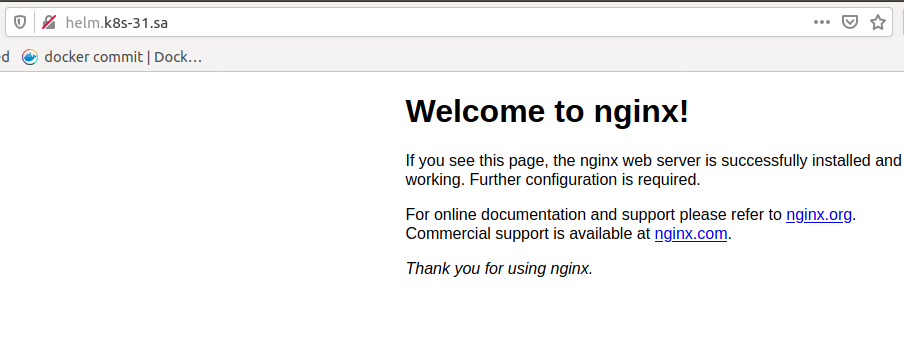 helm.k8s-31.sa
ed docker commit | Dock…
Welcome to nginx!
If you see this page, the nginx web server is successfully installed and
working. Further configuration is required.
For online documentation and support please refer to nginx.org.
Commercial support is available at nginx.com.
Thank you for using nginx.